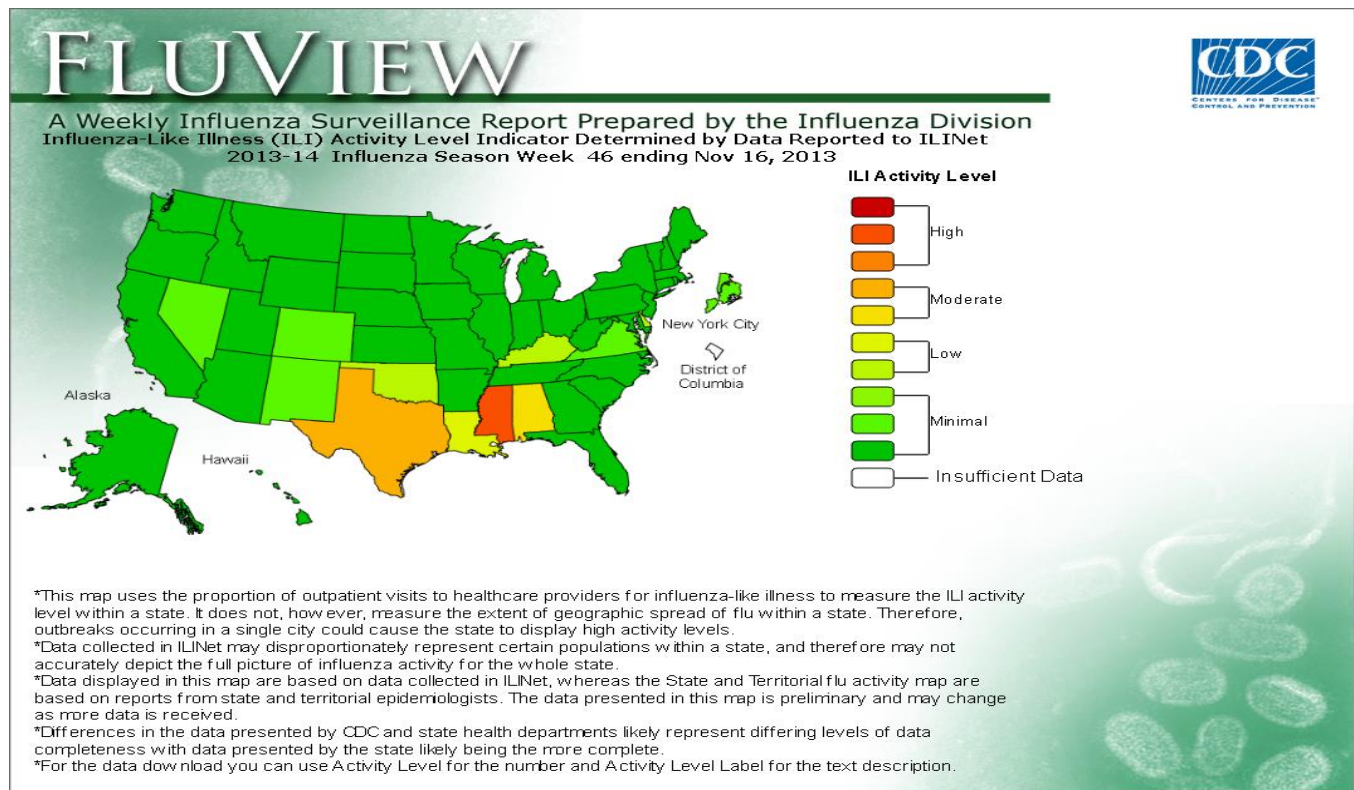 FLUVIEW
CDC
CENTERS FOR DISEASE™
CONTROL AND PREVENTION
A Weekly Influenza Surveillance Report Prepared by the Influenza Division
Influenza-Like Illness (ILI) Activity Level Indicator Determined by Data Reported to ILINet
2013-14 Influenza Season Week 46 ending Nov 16, 2013
ILI Activity Level
High
Moderate
Low
Minimal
Insufficient Data
New York City
District of
Columbia
Alaska
Hawaii
*This map uses the proportion of outpatient visits to healthcare providers for influenza-like illness to measure the ILI activity
level within a state. It does not, however, measure the extent of geographic spread of flu within a state. Therefore,
outbreaks occurring in a single city could cause the state to display high activity levels.
*Data collected in ILINet may disproportionately represent certain populations within a state, and therefore may not
accurately depict the full picture of influenza activity for the whole state.
*Data displayed in this map are based on data collected in ILINet, whereas the State and Territorial flu activity map are
based on reports from state and territorial epidemiologists. The data presented in this map is preliminary and may change
as more data is received.
*Differences in the data presented by CDC and state health departments likely represent differing levels of data
completeness with data presented by the state likely being the more complete.
*For the data download you can use Activity Level for the number and Activity Level Label for the text description.